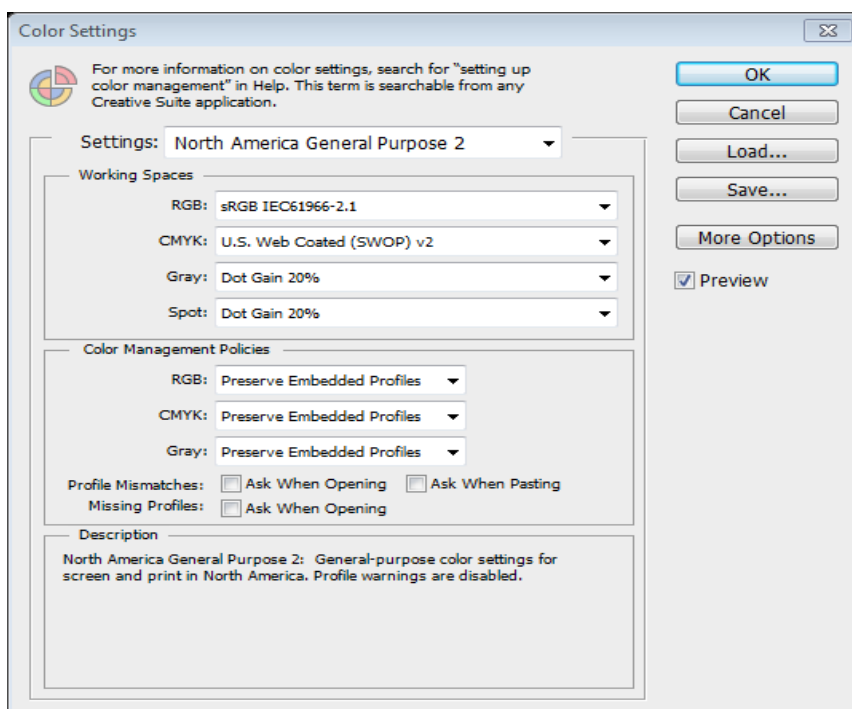 Color Settings
For more information on color settings, search for “setting up
color management” in Help. This term is searchable from any
Creative Suite application.
OK
Cancel
Load...
Save...
More Options
Preview
Settings: North America General Purpose 2
Working Spaces
RGB: sRGB IEC61966-2.1
CMYK: U.S. Web Coated (SWOP) v2
Gray: Dot Gain 20%
Spot: Dot Gain 20%
Color Management Policies
RGB: Preserve Embedded Profiles
CMYK: Preserve Embedded Profiles
Gray: Preserve Embedded Profiles
Profile Mismatches: Ask When Opening Ask When Pasting
Missing Profiles: Ask When Opening
Description
North America General Purpose 2: General-purpose color settings for
screen and print in North America. Profile warnings are disabled.